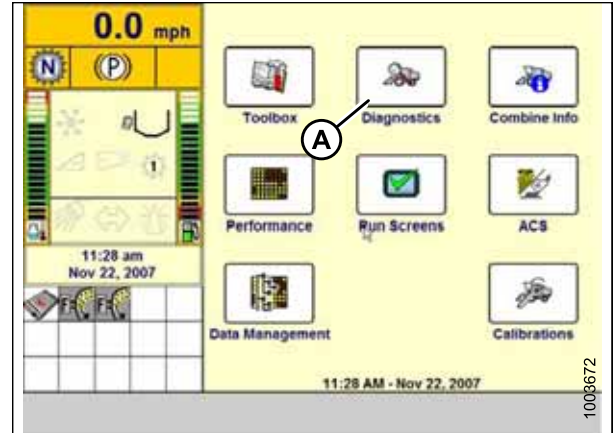 0.0 mph
N (P)
Toolbox
Diagnostics
Combine Info
A
1
Performance
Run Screens
ACS
11:28 am
Nov 22, 2007
F
F
Data Management
Calibrations
11:28 AM - Nov 22, 2007
1003672